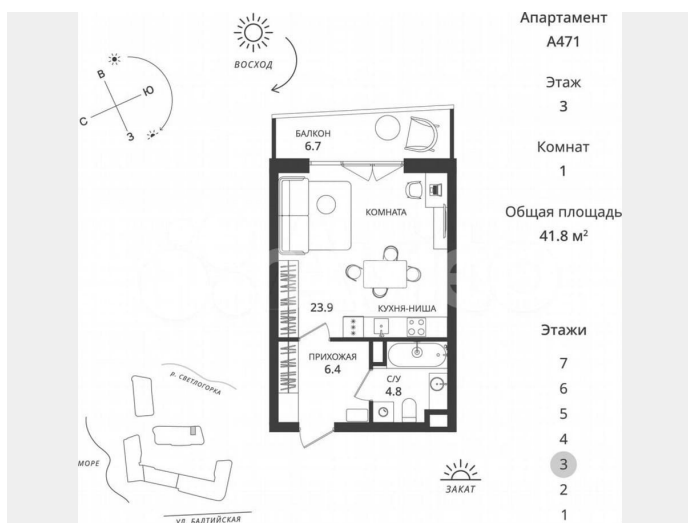 Апартамент
А471
Этаж
3
Комнат
1
Общая площадь
41.8 м²
Этажи
7
6
5
4
3
2
1
ВОСХОД
В
Ю
С
З
БАЛКОН
6.7
КОМНАТА
23.9
КУХНЯ-НИША
ПРИХОЖАЯ
6.4
С/У
4.8
р. СВЕТЛОГОРКА
МОРЕ
УЛ. БАЛТИЙСКАЯ
ЗАКАТ